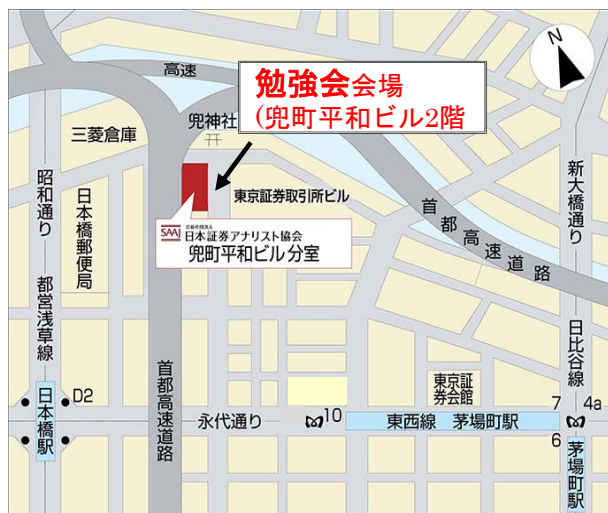 N
高速
勉強会会場
(兜町平和ビル2階
兜神社
三菱倉庫
昭和通り
日本橋郵便局
東京証券取引所ビル
新大橋通り
首都高速道路
SAAJ 公益社団法人
日本証券アナリスト協会
兜町平和ビル分室
都営浅草線
首都高速道路
日比谷線
東京証
券会館
日本橋駅
D2
永代通り
10
東西線 茅場町駅
7
4a
6
茅場町駅